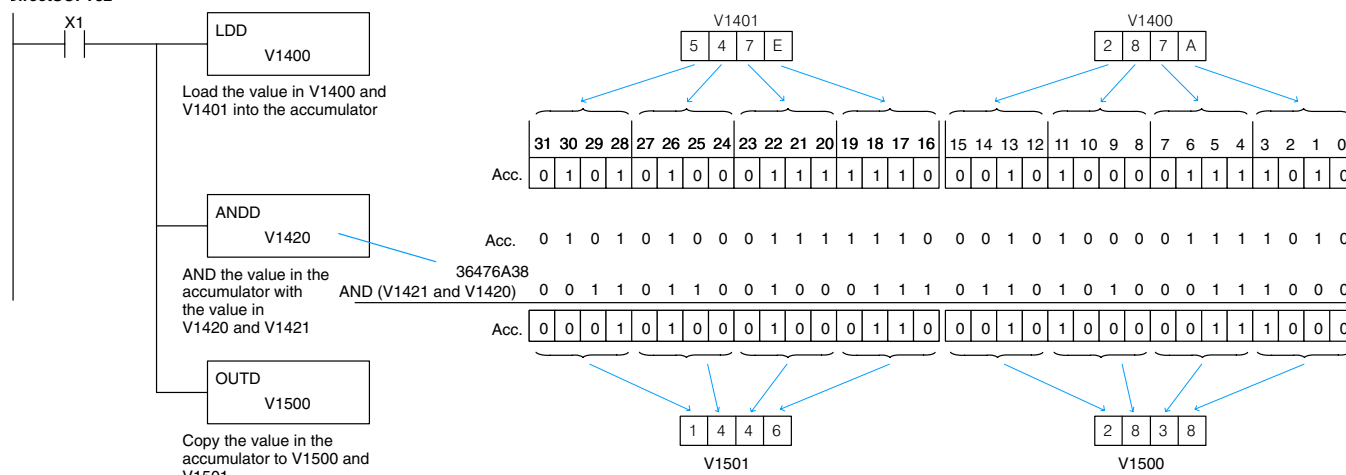 X1
LDD
V1400
Load the value in V1400 and
V1401 into the accumulator
V1401
5 4 7 E
V1400
2 8 7 A
31 30 29 28 27 26 25 24 23 22 21 20 19 18 17 16 15 14 13 12 11 10 9 8 7 6 5 4 3 2 1 0
Acc. 0 1 0 1 0 1 0 0 0 1 1 1 1 1 1 0 0 0 1 0 1 0 0 0 0 1 1 1 1 0 1 0
ANDD
V1420
AND the value in the
accumulator with
the value in
V1420 and V1421
Acc. 0 1 0 1 0 1 0 0 0 1 1 1 1 1 1 0 0 0 1 0 1 0 0 0 0 1 1 1 1 0 1 0
36476A38
AND (V1421 and V1420) 0 0 1 1 0 1 1 0 0 1 0 0 0 1 1 1 0 1 1 0 1 0 1 0 0 0 1 1 1 0 0 0
Acc. 0 0 0 1 0 1 0 0 0 1 0 0 0 1 1 0 0 0 1 0 1 0 0 0 0 0 1 1 1 0 0 0
OUTD
V1500
Copy the value in the
accumulator to V1500 and
1 4 4 6
V1501
2 8 3 8
V1500